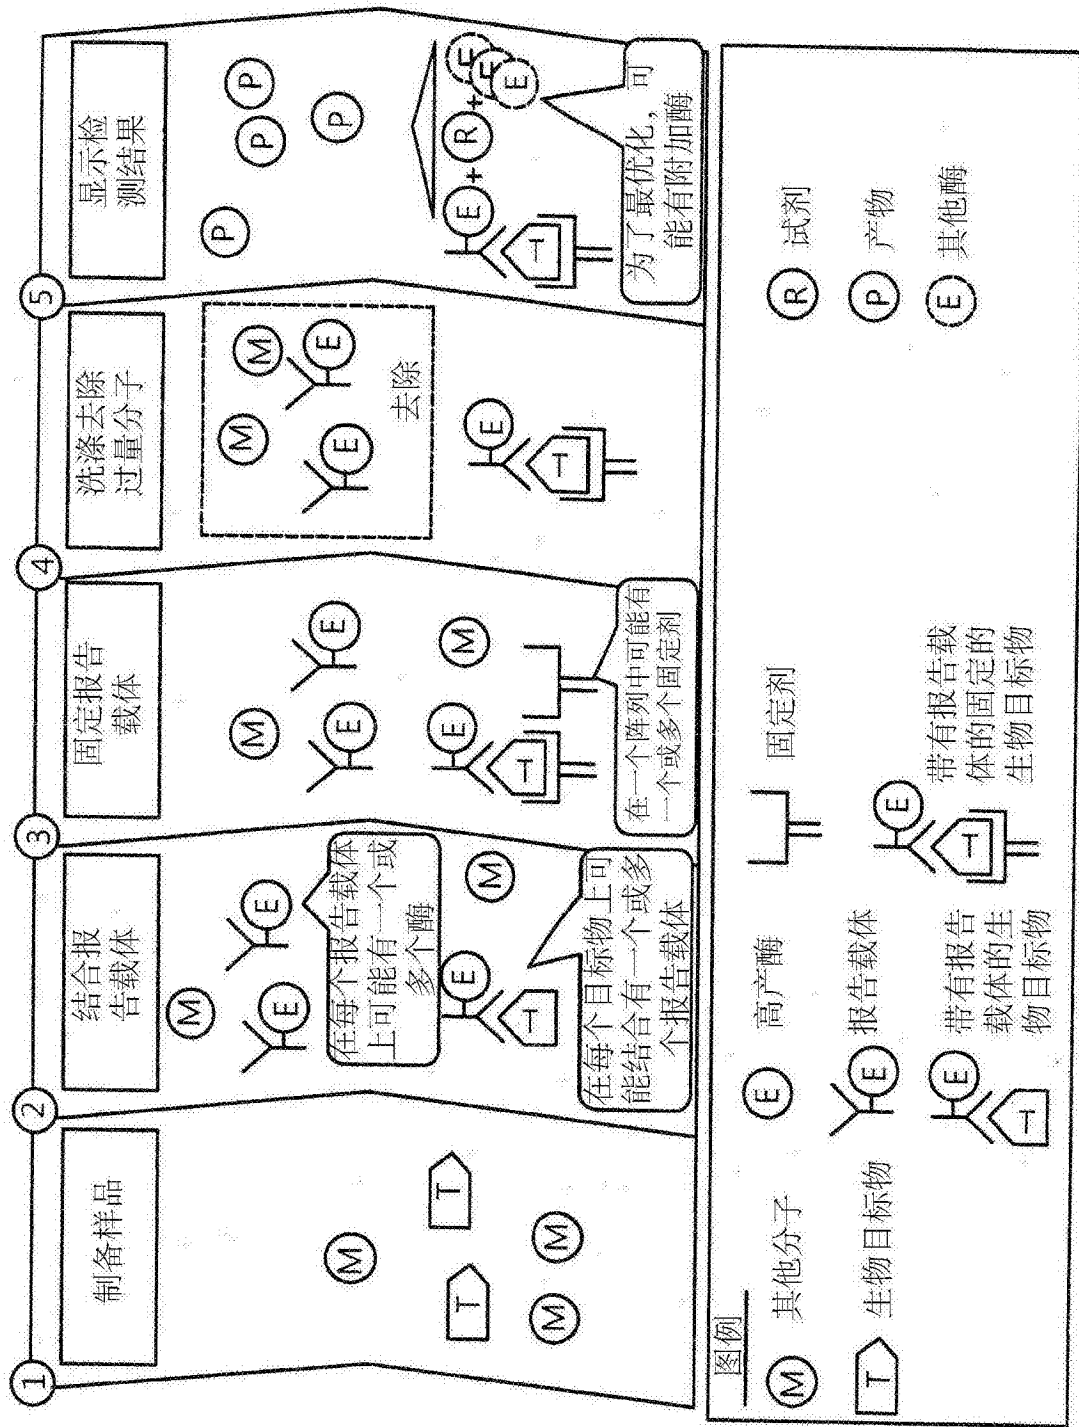 1
制备样品
M
T
T
M
M
2
结合报
告载体
M
E
E
在每个报告载体
上可能有一个或
多个酶
E
M
T
在每个目标物上可
能结合有一个或多
个报告载体
3
固定报告
载体
M
E
E
E
M
T
在一个阵列中可能有
一个或多个固定剂
4
洗涤去除
过量分子
M
M
E
E
去除
E
T
5
显示检
测结果
P
P
P
P
E + R + E E E
T
为了最优化，可
能有附加酶
图例
M 其他分子
T 生物目标物
E 高产酶
E 报告载体
E T 带有报告
载体的生
物目标物
固定剂
E T 带有报告载
体的固定的
生物目标物
R 试剂
P 产物
E 其他酶